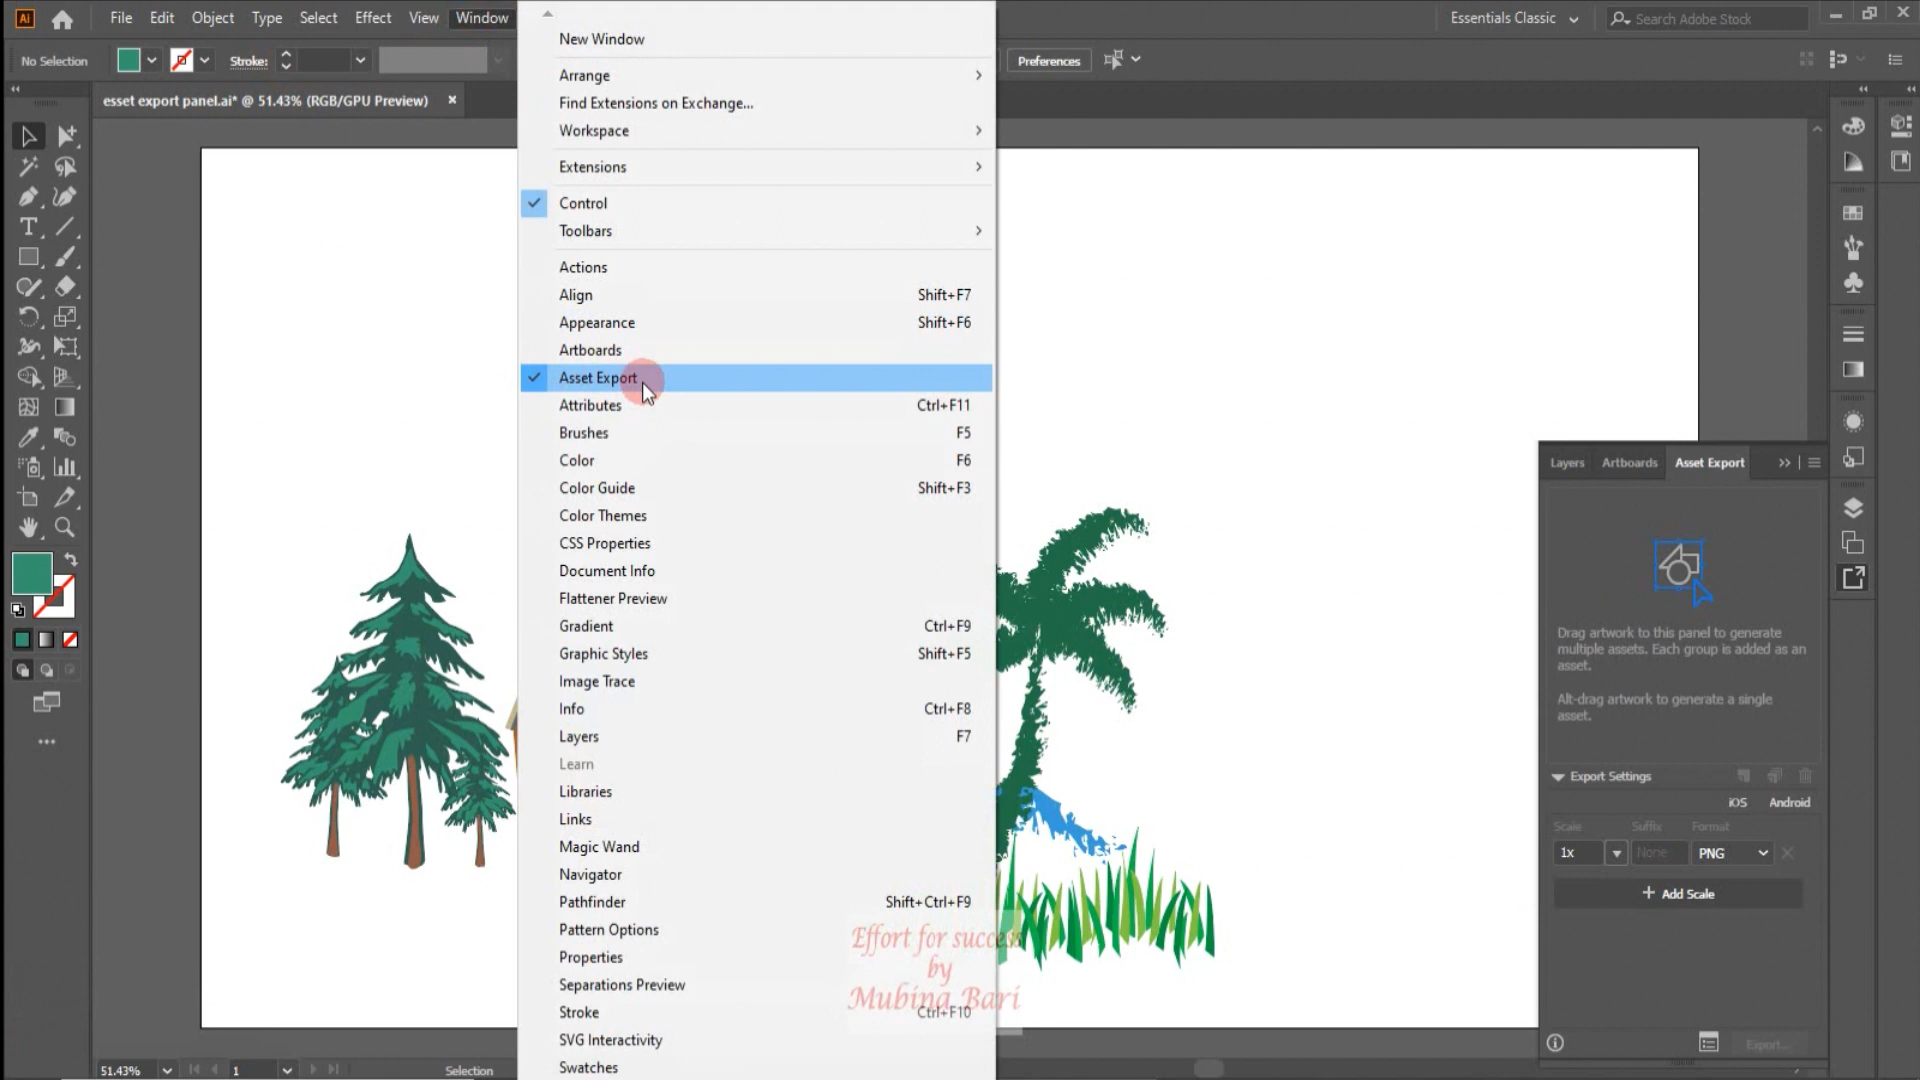 Ai
File Edit Object Type Select Effect View Window
Essentials Classic
Search Adobe Stock
No Selection
Stroke:
Preferences
esset export panel.ai* @ 51.43% (RGB/GPU Preview)
New Window
Arrange
Find Extensions on Exchange...
Workspace
Extensions
Control
Toolbars
Actions
Align Shift+F7
Appearance Shift+F6
Artboards
Asset Export
Attributes Ctrl+F11
Brushes F5
Color F6
Color Guide Shift+F3
Color Themes
CSS Properties
Document Info
Flattener Preview
Gradient Ctrl+F9
Graphic Styles Shift+F5
Image Trace
Info Ctrl+F8
Layers F7
Learn
Libraries
Links
Magic Wand
Navigator
Pathfinder Shift+Ctrl+F9
Pattern Options
Properties
Separations Preview
Stroke Ctrl+F10
SVG Interactivity
Swatches
Effort for success
by
Mubina Bari
Layers Artboards Asset Export
Drag artwork to this panel to generate
multiple assets. Each group is added as an
asset.
Alt-drag artwork to generate a single
asset.
Export Settings
iOS Android
Scale Suffix Format
1x None PNG
+ Add Scale
Export...
51.43% 1 Selection